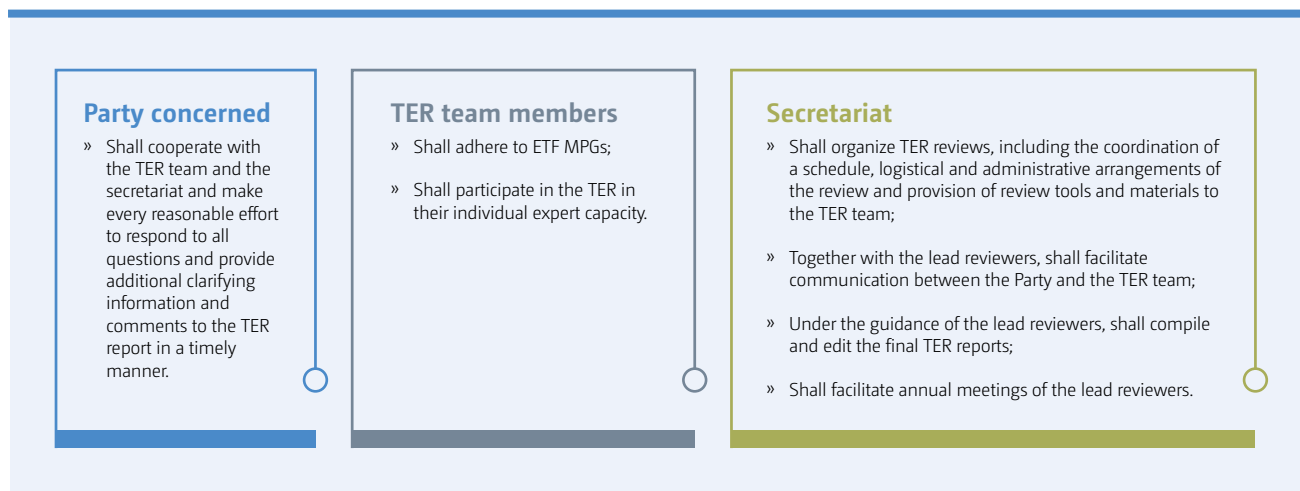 Party concerned
» Shall cooperate with
the TER team and the
secretariat and make
every reasonable effort
to respond to all
questions and provide
additional clarifying
information and
comments to the TER
report in a timely
manner.
TER team members
» Shall adhere to ETF MPGs;
» Shall participate in the TER in
their individual expert capacity.
Secretariat
» Shall organize TER reviews, including the coordination of
a schedule, logistical and administrative arrangements of
the review and provision of review tools and materials to
the TER team;
» Together with the lead reviewers, shall facilitate
communication between the Party and the TER team;
» Under the guidance of the lead reviewers, shall compile
and edit the final TER reports;
» Shall facilitate annual meetings of the lead reviewers.